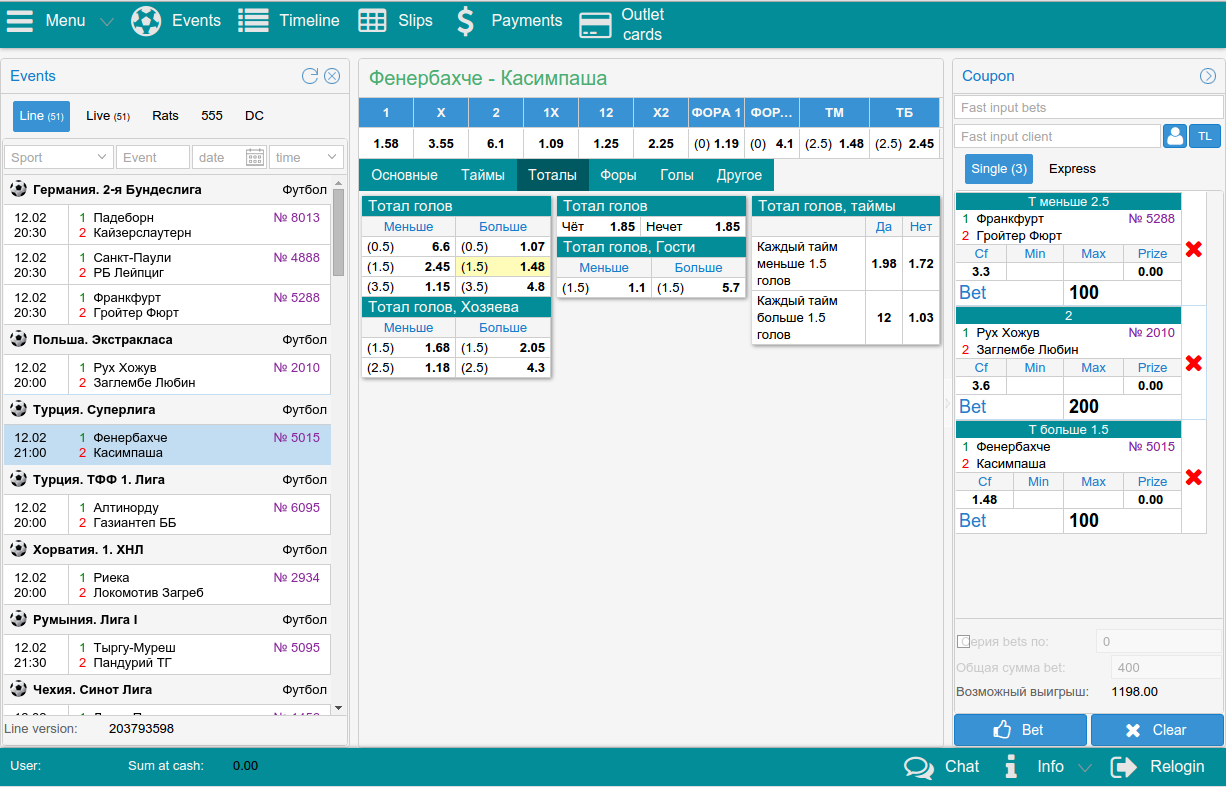 Menu Events Timeline Slips Payments Outlet cards
Events
Line (51) Live (51) Rats 555 DC
Sport Event date time
Германия. 2-я Бундеслига Футбол
12.02 1 Падеборн № 8013
20:30 2 Кайзерслаутерн
12.02 1 Санкт-Паули № 4888
20:30 2 РБ Лейпциг
12.02 1 Франкфурт № 5288
20:30 2 Гройтер Фюрт
Польша. Экстракласа Футбол
12.02 1 Рух Хожув № 2010
20:00 2 Заглембе Любин
Турция. Суперлига Футбол
12.02 1 Фенербахче № 5015
21:00 2 Касимпаша
Турция. ТФФ 1. Лига Футбол
12.02 1 Алтинорду № 6095
20:00 2 Газиантеп ББ
Хорватия. 1. ХНЛ Футбол
12.02 1 Риека № 2934
20:00 2 Локомотив Загреб
Румыния. Лига I Футбол
12.02 1 Тыргу-Муреш № 5095
21:30 2 Пандурий ТГ
Чехия. Синот Лига Футбол
Line version: 203793598
Фенербахче - Касимпаша
1 X 2 1X 12 X2 ФОРА 1 ФОР... ТМ ТБ
1.58 3.55 6.1 1.09 1.25 2.25 (0) 1.19 (0) 4.1 (2.5) 1.48 (2.5) 2.45
Основные Таймы Тоталы Форы Голы Другое
Тотал голов
Меньше Больше
(0.5) 6.6 (0.5) 1.07
(1.5) 2.45 (1.5) 1.48
(3.5) 1.15 (3.5) 4.8
Тотал голов, Хозяева
Меньше Больше
(1.5) 1.68 (1.5) 2.05
(2.5) 1.18 (2.5) 4.3
Тотал голов
Чёт 1.85 Нечет 1.85
Тотал голов, Гости
Меньше Больше
(1.5) 1.1 (1.5) 5.7
Тотал голов, таймы
Да Нет
Каждый тайм
меньше 1.5 1.98 1.72
голов
Каждый тайм
больше 1.5 12 1.03
голов
Coupon
Fast input bets
Fast input client TL
Single (3) Express
Т меньше 2.5
1 Франкфурт № 5288
2 Гройтер Фюрт
Cf Min Max Prize
3.3 0.00
Bet 100
2
1 Рух Хожув № 2010
2 Заглембе Любин
Cf Min Max Prize
3.6 0.00
Bet 200
Т больше 1.5
1 Фенербахче № 5015
2 Касимпаша
Cf Min Max Prize
1.48 0.00
Bet 100
Серия bets по: 0
Общая сумма bet: 400
Возможный выигрыш: 1198.00
Bet Clear
User: Sum at cash: 0.00 Chat Info Relogin